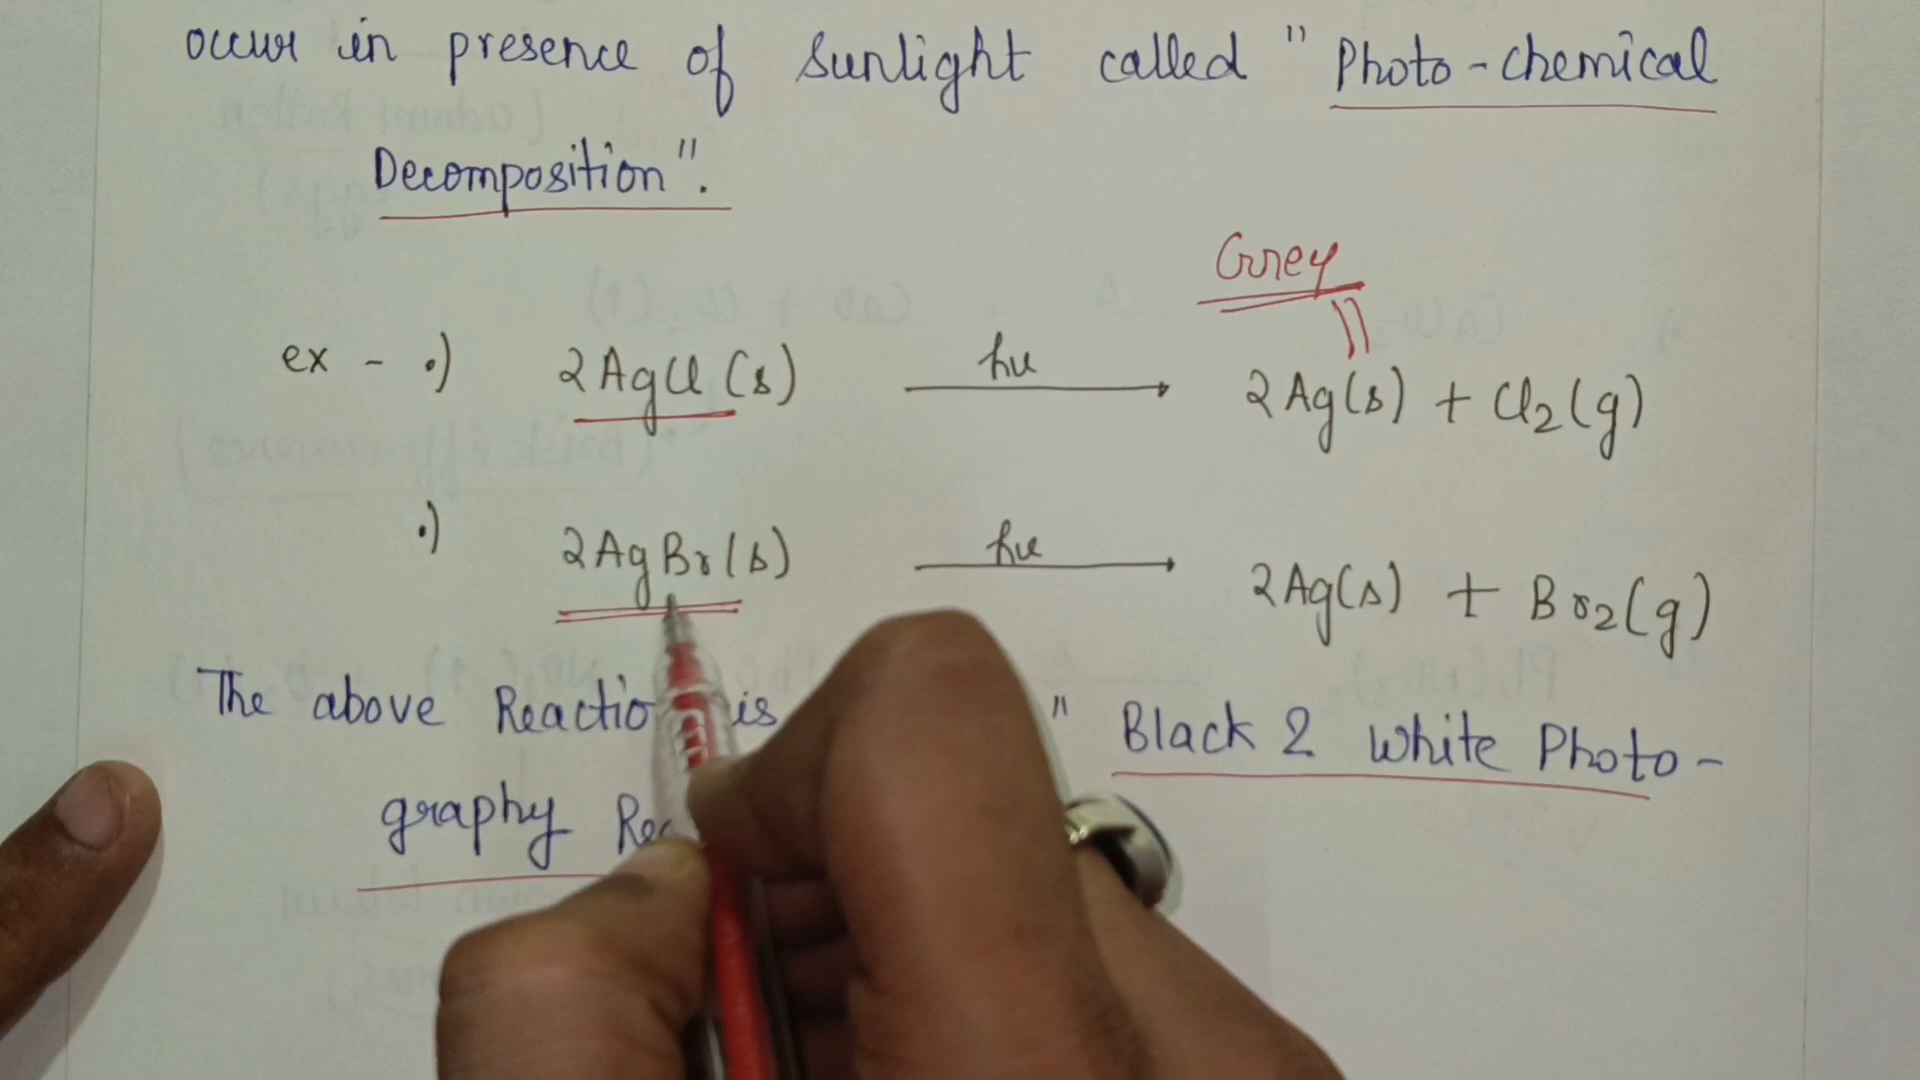 occur in presence of sunlight called " Photo-chemical
Decomposition".
Grey
ex - •) 2AgCl(s) hν → 2Ag(s) + Cl2(g)
•) 2AgBr(s) hν → 2Ag(s) + Br2(g)
The above Reactio is " Black 2 white Photo-
graphy Rea